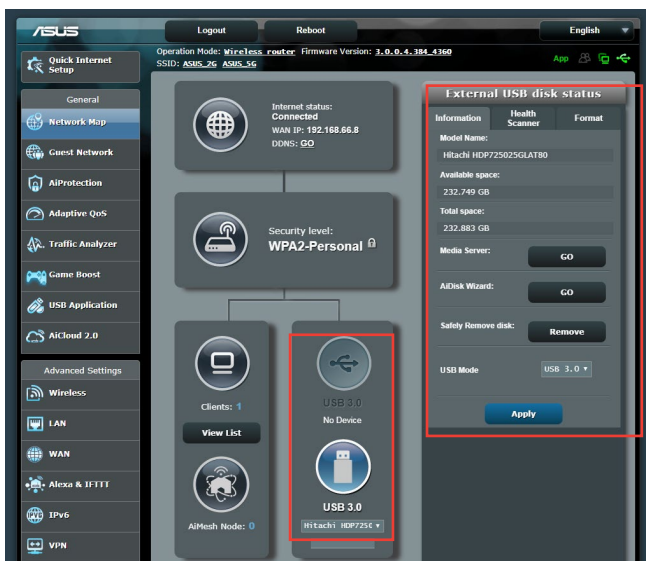 ASUS
Logout
Reboot
English
Operation Mode: Wireless router Firmware Version: 3.0.0.4.384_4360
SSID: ASUS_2G ASUS_5G
App
Quick Internet
Setup
General
Network Map
Guest Network
AiProtection
Adaptive QoS
Traffic Analyzer
Game Boost
USB Application
AiCloud 2.0
Advanced Settings
Wireless
LAN
WAN
Alexa & IFTTT
IPv6
VPN
Internet status:
Connected
WAN IP: 192.168.66.8
DDNS: GO
Security level:
WPA2-Personal
Clients: 1
View List
AiMesh Node: 0
USB 3.0
No Device
USB 3.0
Hitachi HDP725C
External USB disk status
Information
Health
Scanner
Format
Model Name:
Hitachi HDP725025GLAT80
Available space:
232.749 GB
Total space:
232.883 GB
Media Server:
GO
AiDisk Wizard:
GO
Safely Remove disk:
Remove
USB Mode
USB 3.0
Apply